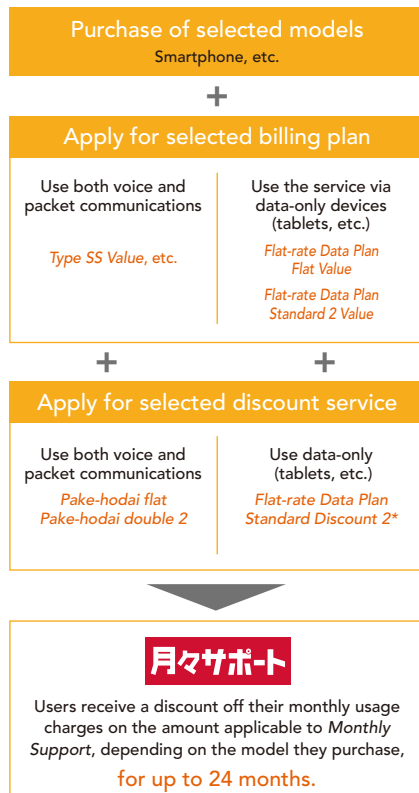 Purchase of selected models
Smartphone, etc.
+
Apply for selected billing plan
Use both voice and
packet communications
Type SS Value, etc.
Use the service via
data-only devices
(tablets, etc.)
Flat-rate Data Plan
Flat Value
Flat-rate Data Plan
Standard 2 Value
+ +
Apply for selected discount service
Use both voice and
packet communications
Pake-hodai flat
Pake-hodai double 2
Use data-only
(tablets, etc.)
Flat-rate Data Plan
Standard Discount 2*
月々サポート
Users receive a discount off their monthly usage
charges on the amount applicable to Monthly
Support, depending on the model they purchase,
for up to 24 months.